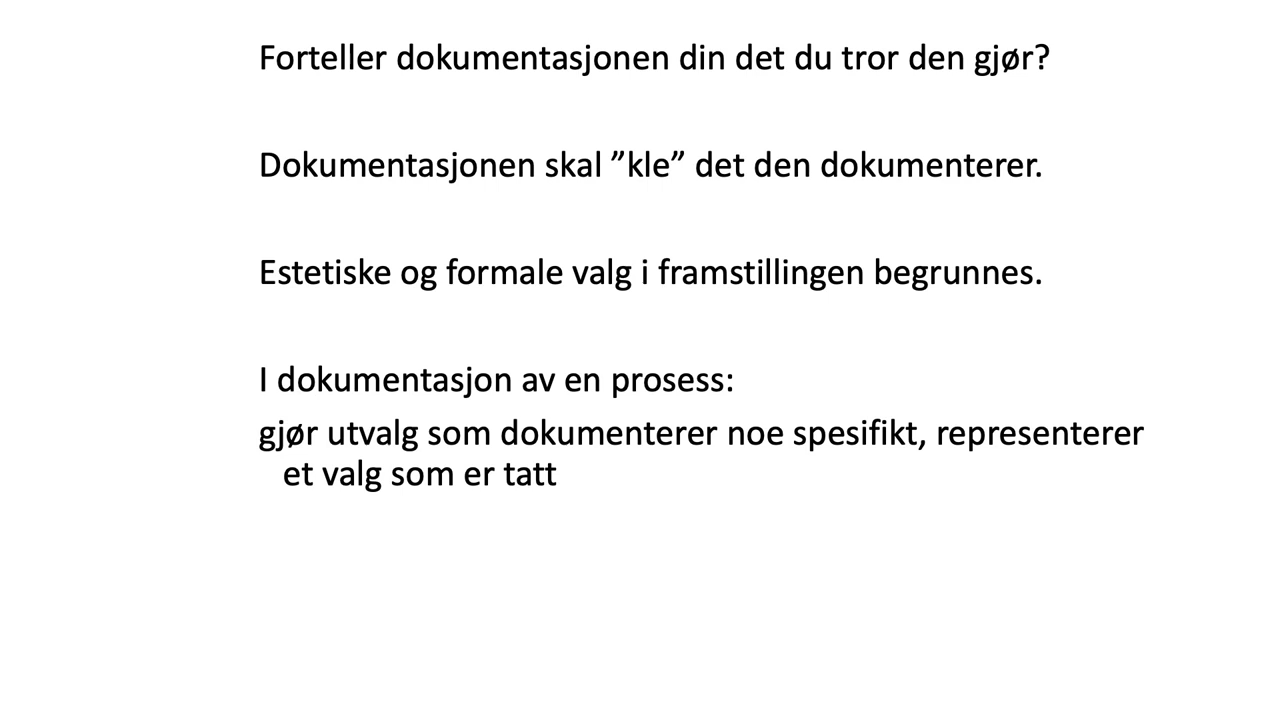 Forteller dokumentasjonen din det du tror den gjør?
Dokumentasjonen skal ”kle” det den dokumenterer.
Estetiske og formale valg i framstillingen begrunnes.
I dokumentasjon av en prosess:
gjør utvalg som dokumenterer noe spesifikt, representerer
et valg som er tatt